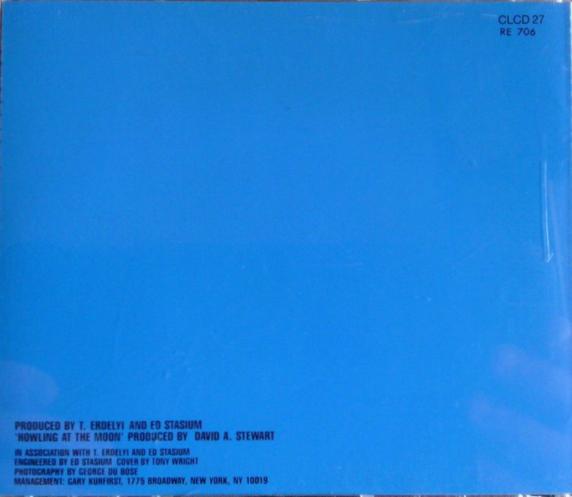 CLCD 27
RE 706
PRODUCED BY T. ERDELYI AND ED STASIUM
'HOWLING AT THE MOON' PRODUCED BY DAVID A. STEWART
IN ASSOCIATION WITH T. ERDELYI AND ED STASIUM
ENGINEERED BY ED STASIUM COVER BY TONY WRIGHT
PHOTOGRAPHY BY GEORGE DU BOSE
MANAGEMENT: GARY KURFIRST, 1775 BROADWAY, NEW YORK, NY 10019